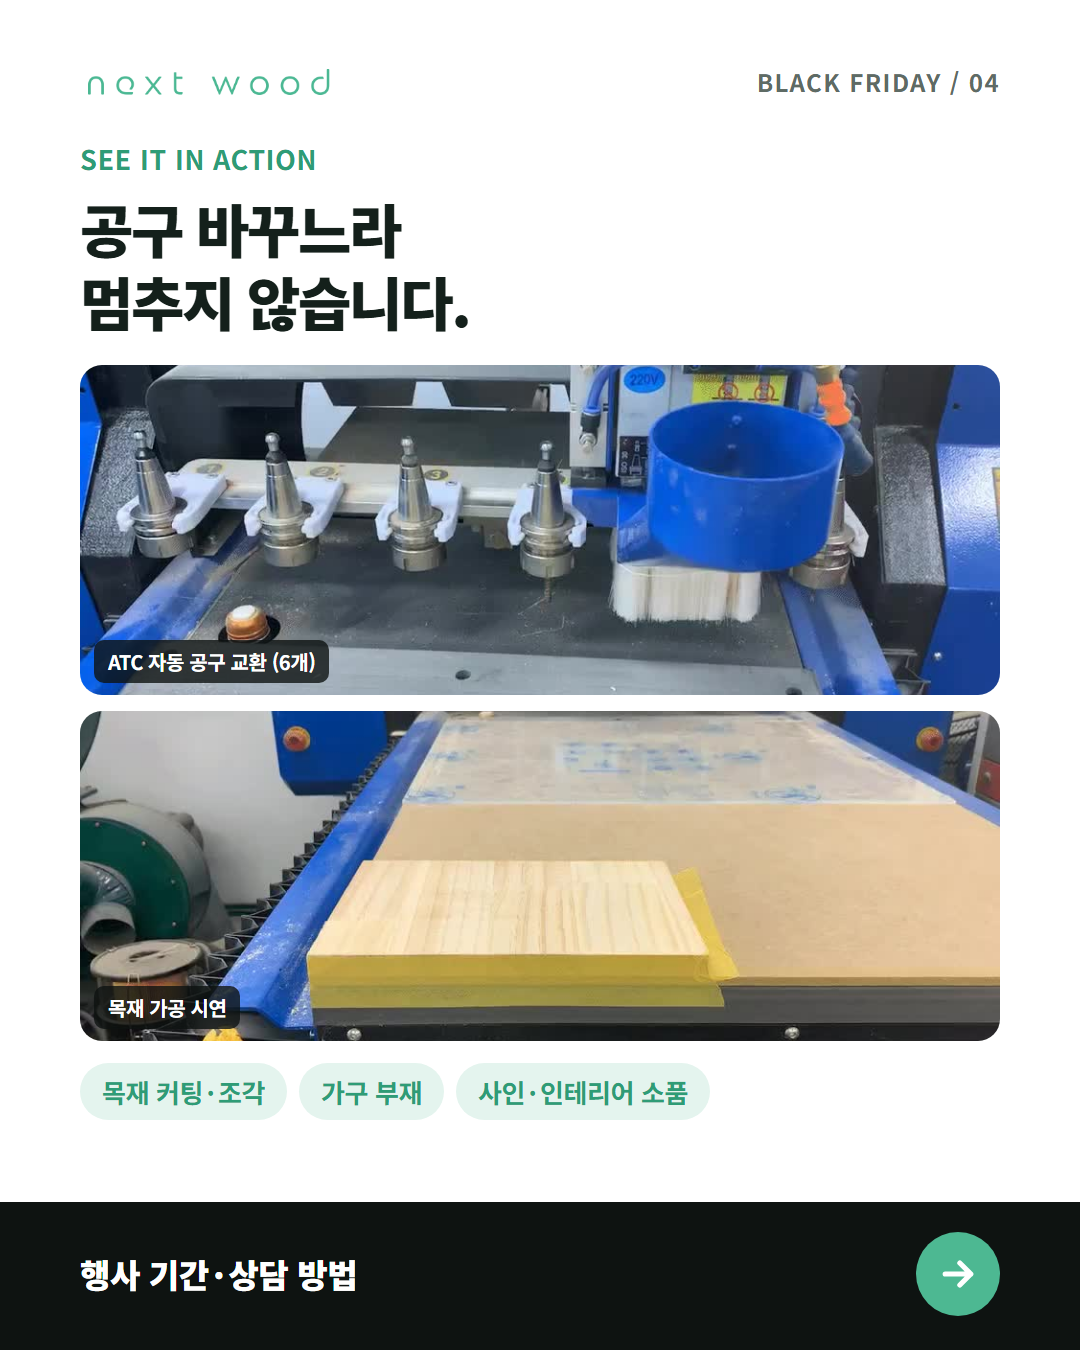 next wood
BLACK FRIDAY / 04
SEE IT IN ACTION
공구 바꾸느라
멈추지 않습니다.
220V
ISO 30
ATC 자동 공구 교환 (6개)
목재 가공 시연
목재 커팅·조각
가구 부재
사인·인테리어 소품
행사 기간·상담 방법